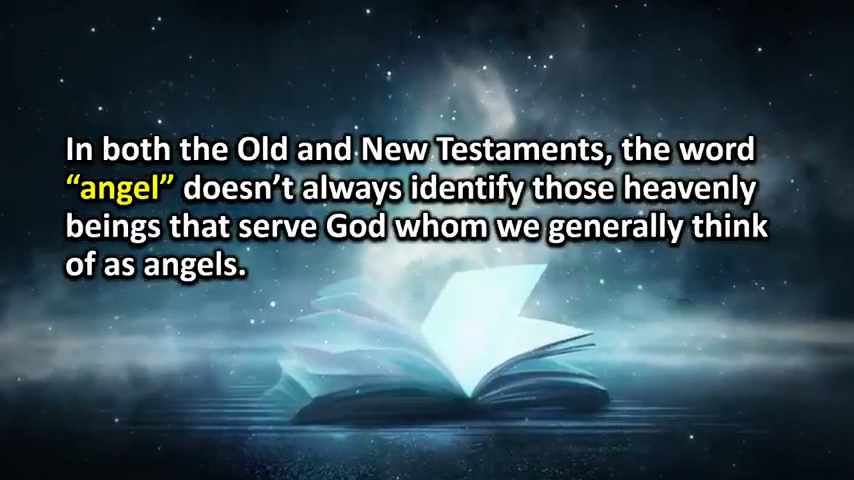 In both the Old and New Testaments, the word
“angel” doesn’t always identify those heavenly
beings that serve God whom we generally think
of as angels.